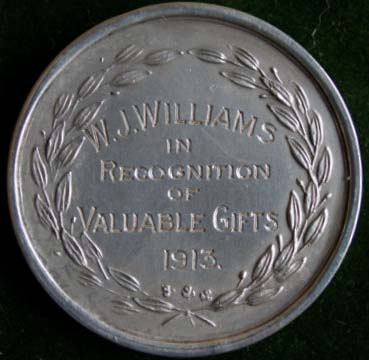 W. J. WILLIAMS
IN
RECOGNITION
OF
VALUABLE GIFTS
1913.